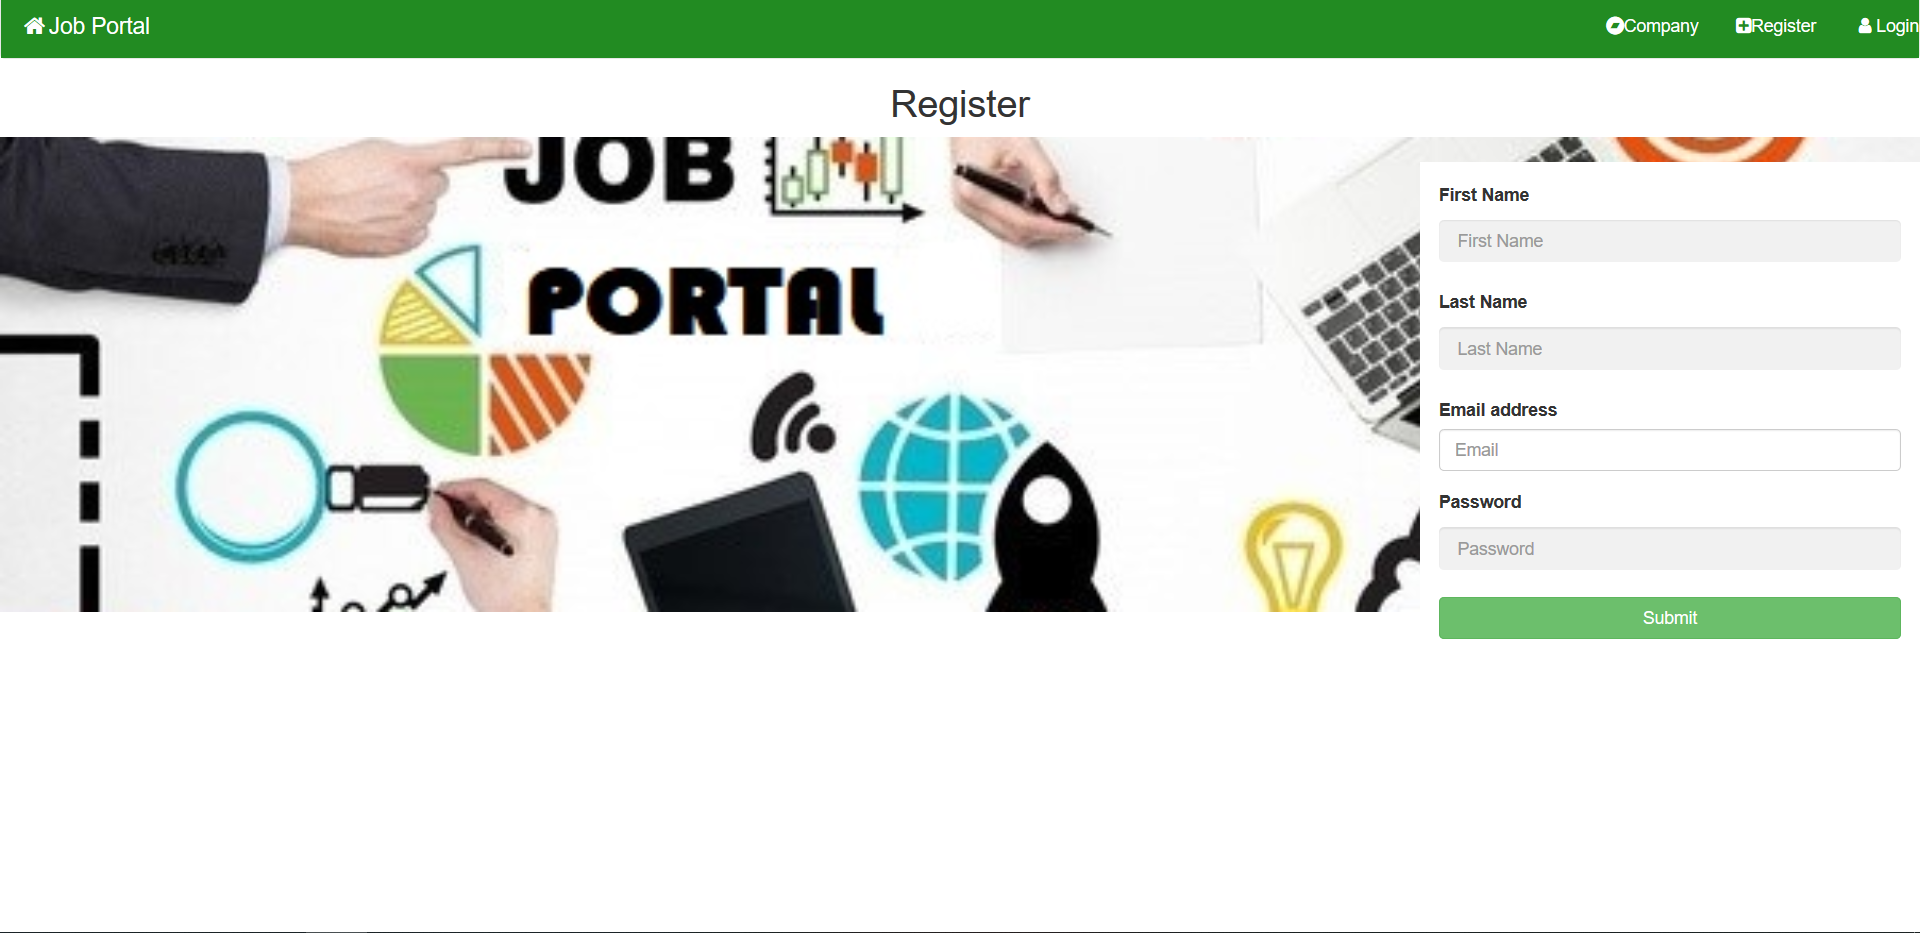 Job Portal
Company
Register
Login
Register
JOB
PORTAL
First Name
First Name
Last Name
Last Name
Email address
Email
Password
Password
Submit